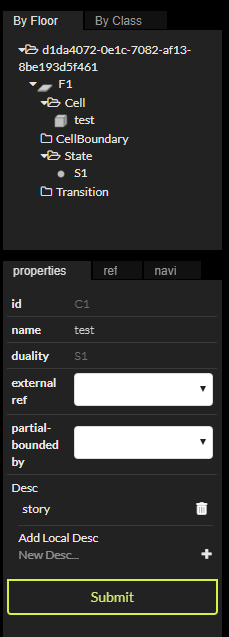 By Floor By Class
d1da4072-0e1c-7082-af13-
8be193d5f461
F1
Cell
test
CellBoundary
State
S1
Transition
properties ref navi
id C1
name test
duality S1
external
ref
partial-
bounded
by
Desc
story
Add Local Desc
New Desc...
Submit